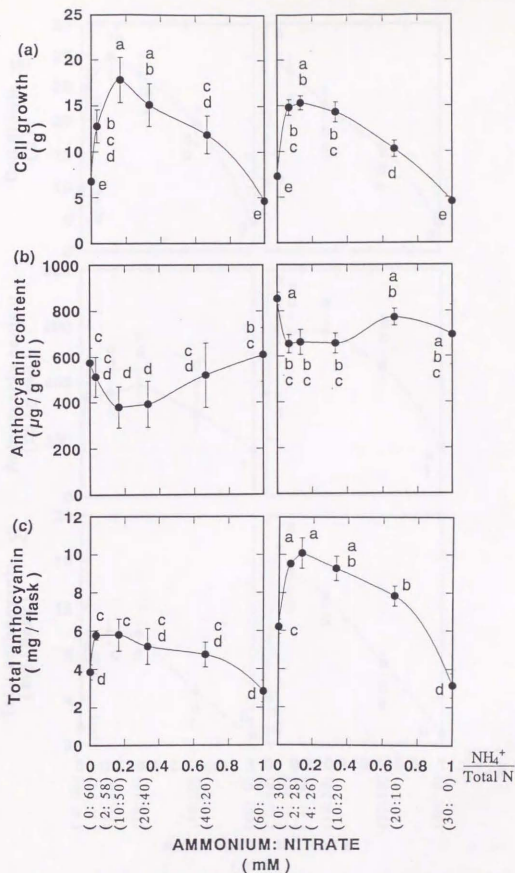 (a)
Cell growth
( g )
25
20
15
10
5
0
e
b
c
d
a
a
b
c
d
e
e
b
c
a
b
b
c
d
e
(b)
Anthocyanin content
( µg / g cell )
1000
800
600
400
200
0
c
c
d
d
d
c
d
b
c
a
b
c
b
c
b
c
a
b
a
b
c
(c)
Total anthocyanin
( mg / flask )
12
10
8
6
4
2
0
d
c
c
c
d
c
d
d
c
a
a
a
b
b
d
0 0.2 0.4 0.6 0.8 1
0 0.2 0.4 0.6 0.8 1
NH₄⁺
Total N
( 0: 60)
( 2: 58)
(10:50)
(20:40)
(40:20)
(60: 0)
( 0: 30)
( 2: 28)
( 4: 26)
(10:20)
(20:10)
(30: 0)
AMMONIUM: NITRATE
( mM )